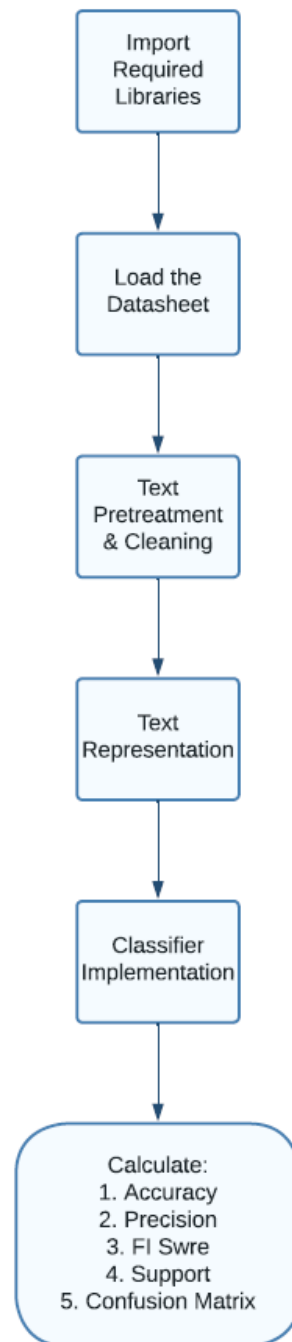 Import
Required
Libraries
Load the
Datasheet
Text
Pretreatment
& Cleaning
Text
Representation
Classifier
Implementation
Calculate:
1. Accuracy
2. Precision
3. FI Swre
4. Support
5. Confusion Matrix